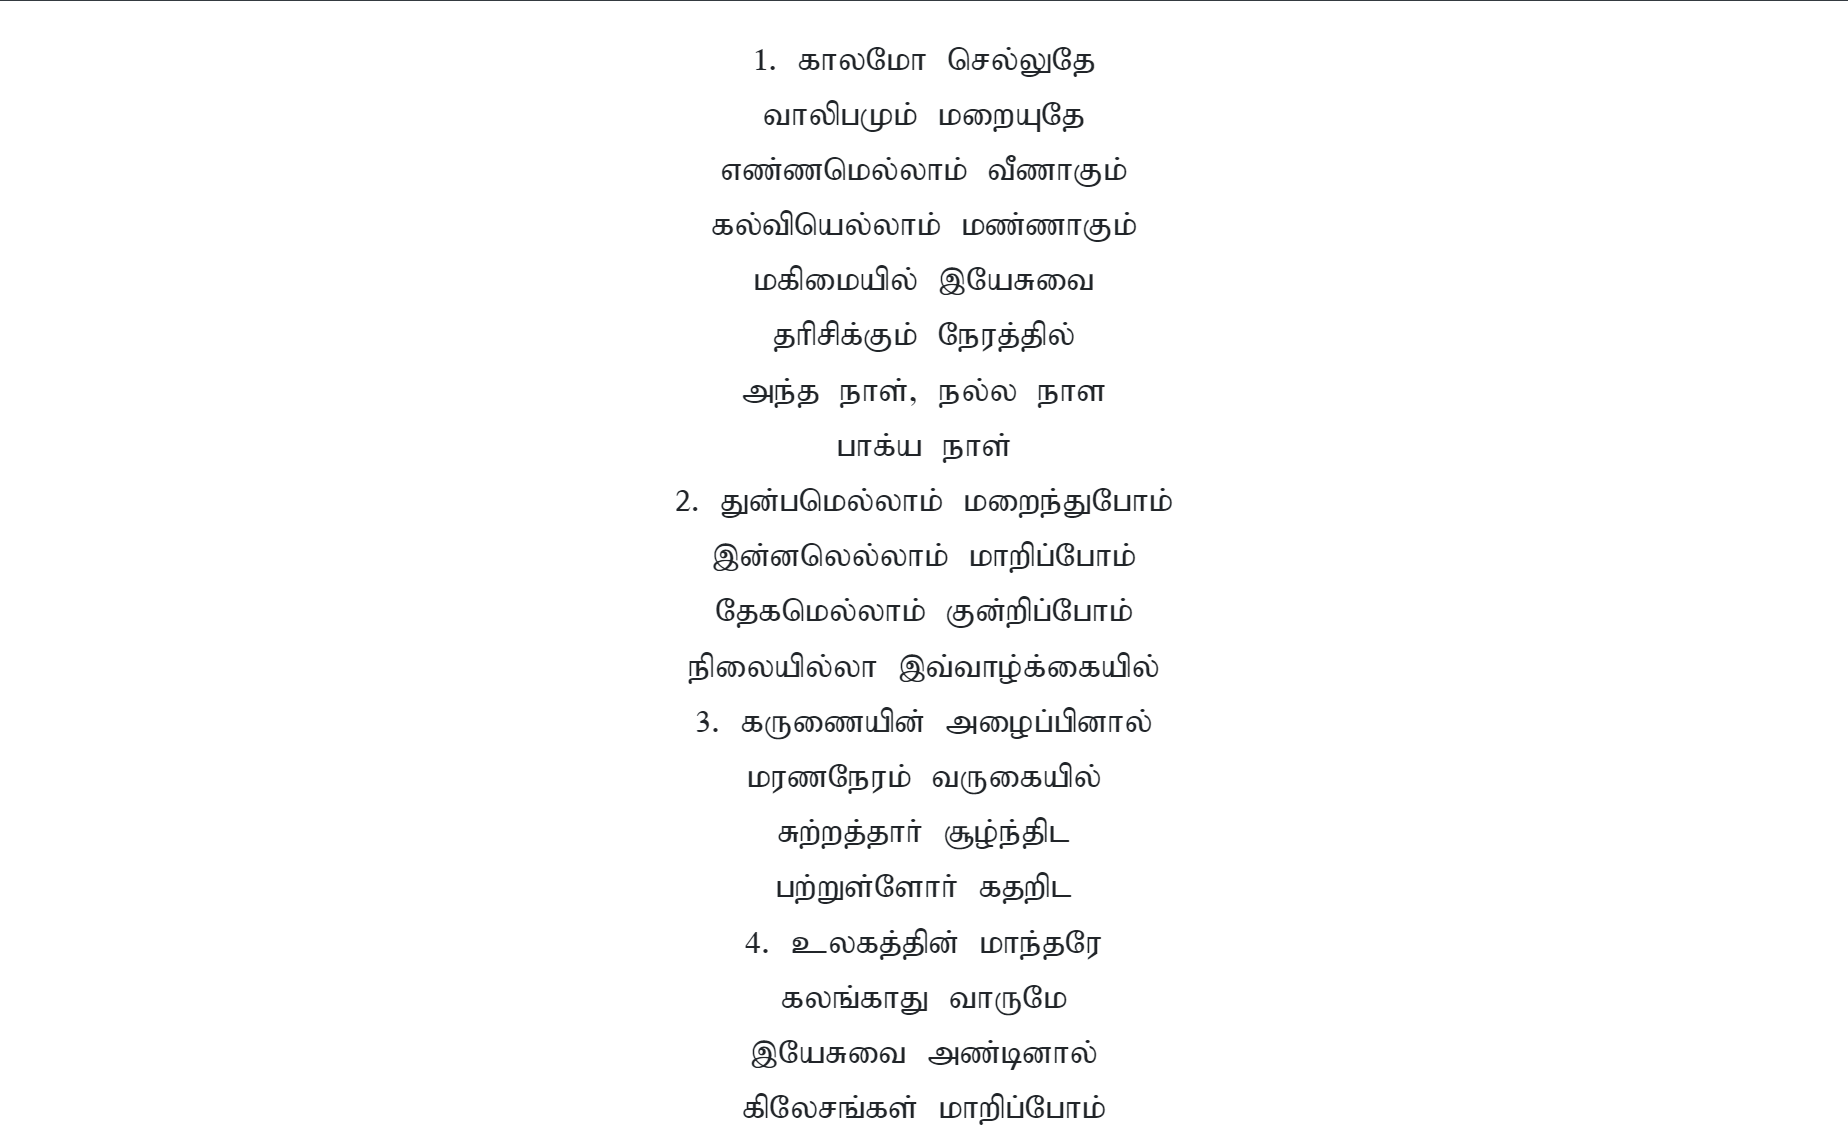 1. காலமோ செல்லுதே
வாலிபமும் மறையுதே
எண்ணமெல்லாம் வீணாகும்
கல்வியெல்லாம் மண்ணாகும்
மகிமையில் இயேசுவை
தரிசிக்கும் நேரத்தில்
அந்த நாள், நல்ல நாள
பாக்ய நாள்
2. துன்பமெல்லாம் மறைந்துபோம்
இன்னலெல்லாம் மாறிப்போம்
தேகமெல்லாம் குன்றிப்போம்
நிலையில்லா இவ்வாழ்க்கையில்
3. கருணையின் அழைப்பினால்
மரணநேரம் வருகையில்
சுற்றத்தார் சூழ்ந்திட
பற்றுள்ளோர் கதறிட
4. உலகத்தின் மாந்தரே
கலங்காது வாருமே
இயேசுவை அண்டினால்
கிலேசங்கள் மாறிப்போம்